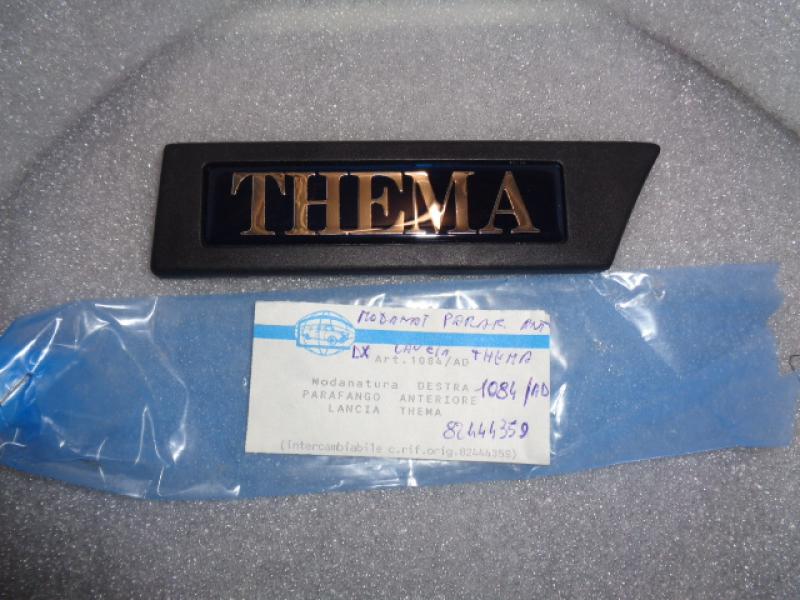 THEMA
MODANAT PARAF ANT
DX LANCIA THEMA
Art.1084/AD
Modanatura DESTRA 1084/AD
PARAFANGO ANTERIORE
LANCIA THEMA
82444359
(intercambiabile c.rif.orig.82444359)